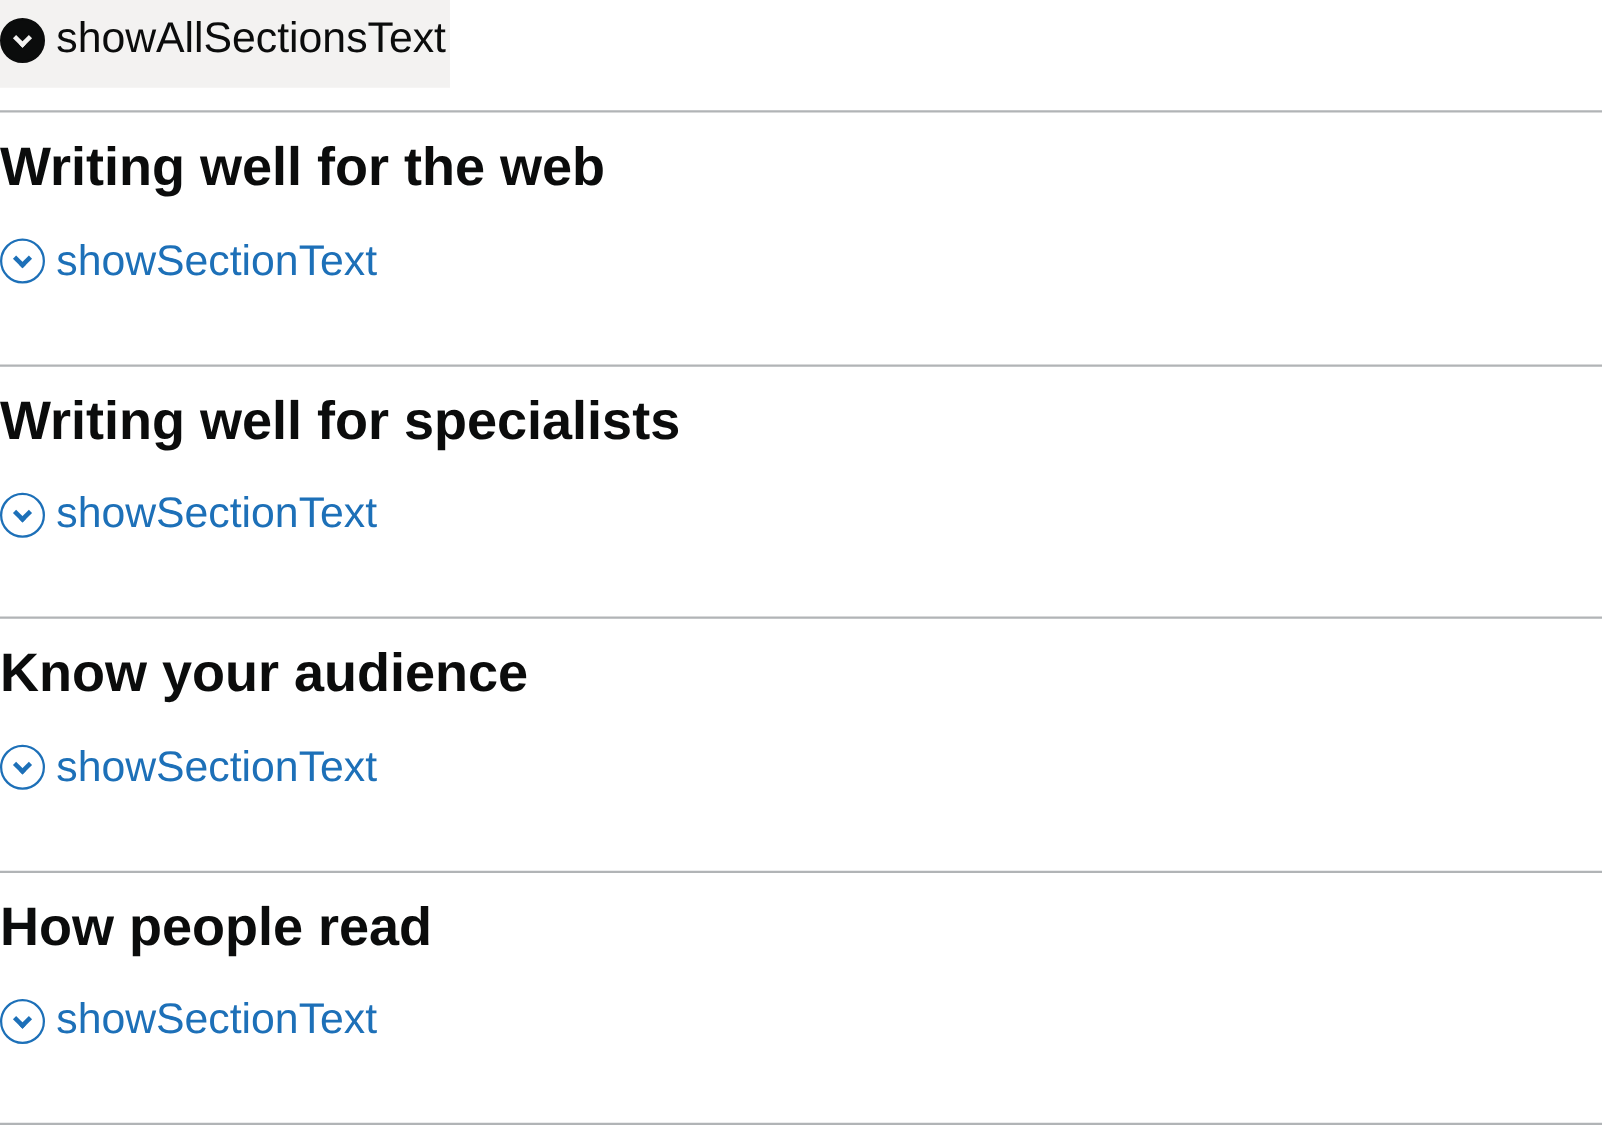 showAllSectionsText
Writing well for the web
showSectionText
Writing well for specialists
showSectionText
Know your audience
showSectionText
How people read
showSectionText